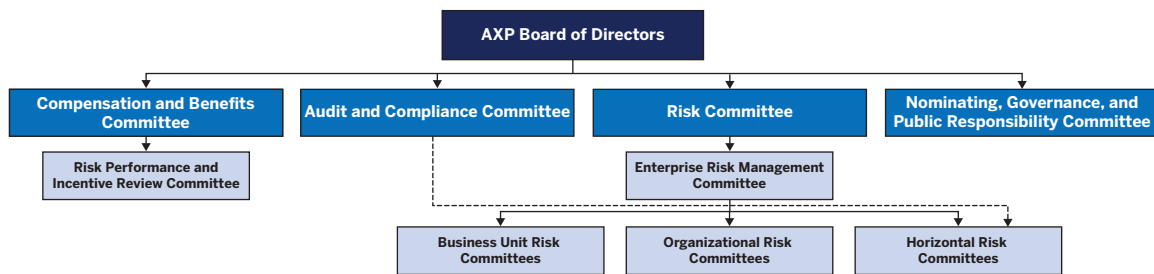 AXP Board of Directors
Compensation and Benefits
Committee
Audit and Compliance Committee
Risk Committee
Nominating, Governance, and
Public Responsibility Committee
Risk Performance and
Incentive Review Committee
Enterprise Risk Management
Committee
Business Unit Risk
Committees
Organizational Risk
Committees
Horizontal Risk
Committees